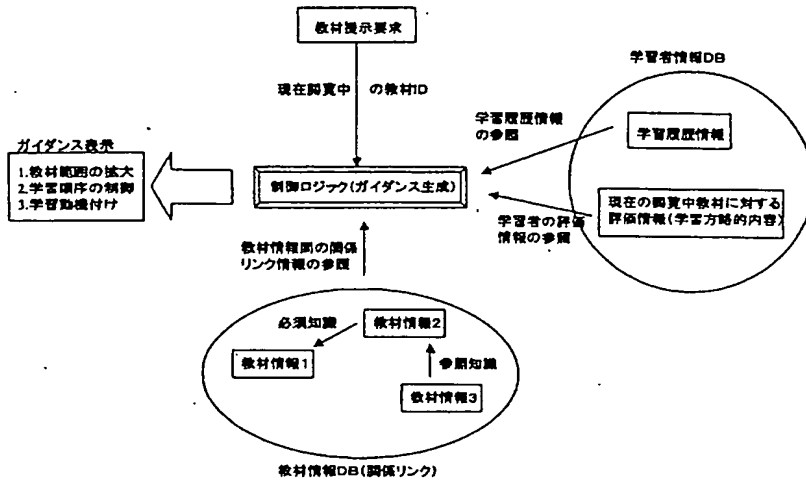 教材提示要求
学習者情報DB
現在閲覧中 の教材ID
学習履歴情報
の参照
学習履歴情報
ガイダンス表示
1.教材範囲の拡大
2.学習順序の制御
3.学習動機付け
制御ロジック(ガイダンス生成)
現在の閲覧中教材に対する
評価情報(学習方略的内容)
学習者の評価
情報の参照
教材情報間の関係
リンク情報の参照
必須知識
教材情報2
教材情報1
参照知識
教材情報3
教材情報DB(関係リンク)